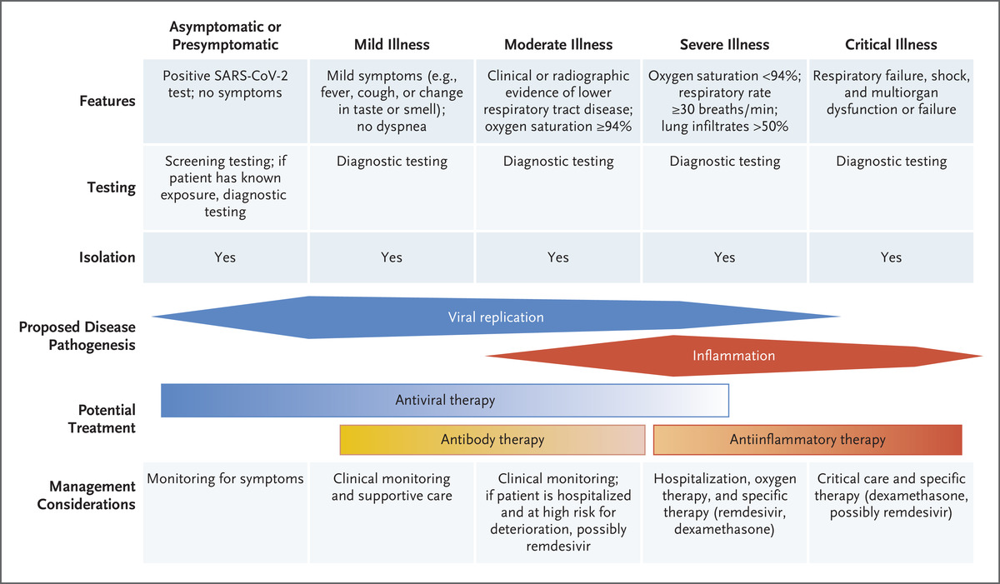 Asymptomatic or
Presymptomatic
Mild Illness
Moderate Illness
Severe Illness
Critical Illness
Features
Positive SARS-CoV-2
test; no symptoms
Mild symptoms (e.g.,
fever, cough, or change
in taste or smell);
no dyspnea
Clinical or radiographic
evidence of lower
respiratory tract disease;
oxygen saturation ≥94%
Oxygen saturation <94%;
respiratory rate
≥30 breaths/min;
lung infiltrates >50%
Respiratory failure, shock,
and multiorgan
dysfunction or failure
Testing
Screening testing; if
patient has known
exposure, diagnostic
testing
Diagnostic testing
Diagnostic testing
Diagnostic testing
Diagnostic testing
Isolation
Yes
Yes
Yes
Yes
Yes
Proposed Disease
Pathogenesis
Viral replication
Inflammation
Potential
Treatment
Antiviral therapy
Antibody therapy
Antiinflammatory therapy
Management
Considerations
Monitoring for symptoms
Clinical monitoring
and supportive care
Clinical monitoring;
if patient is hospitalized
and at high risk for
deterioration, possibly
remdesivir
Hospitalization, oxygen
therapy, and specific
therapy (remdesivir,
dexamethasone)
Critical care and specific
therapy (dexamethasone,
possibly remdesivir)